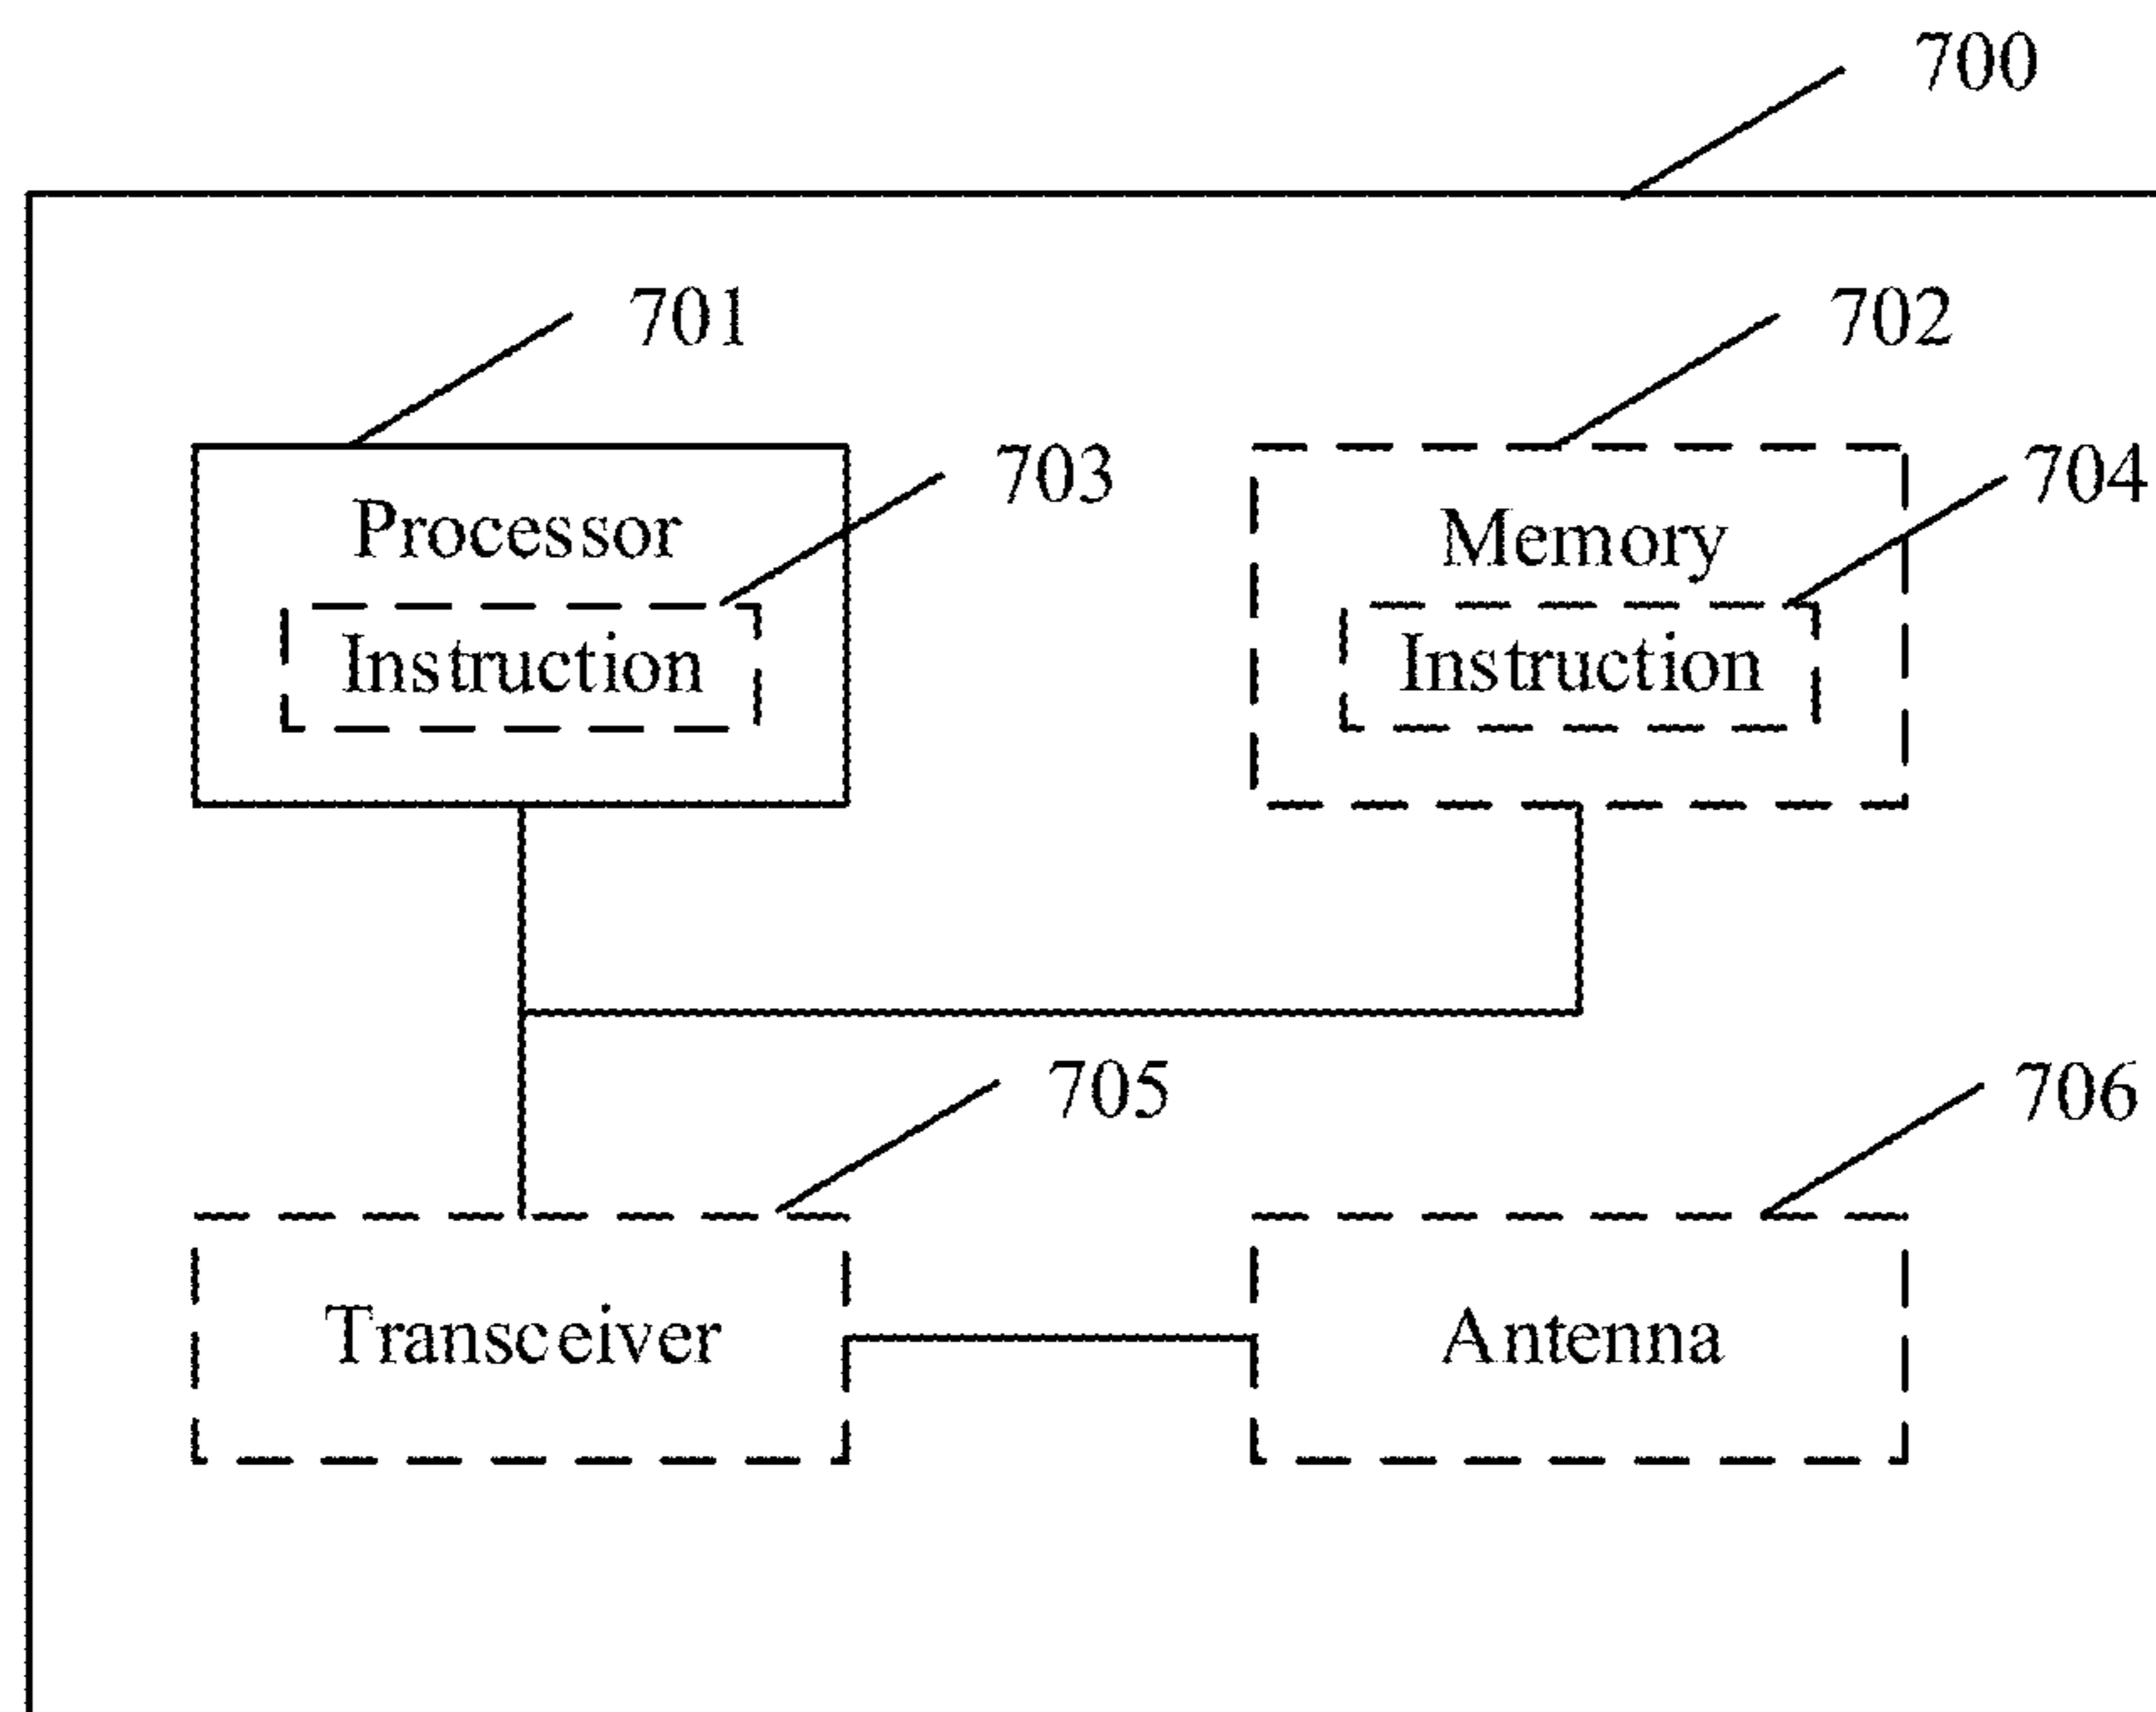 700
701
702
703
704
Processor
Memory
Instruction
Instruction
705
706
Transceiver
Antenna